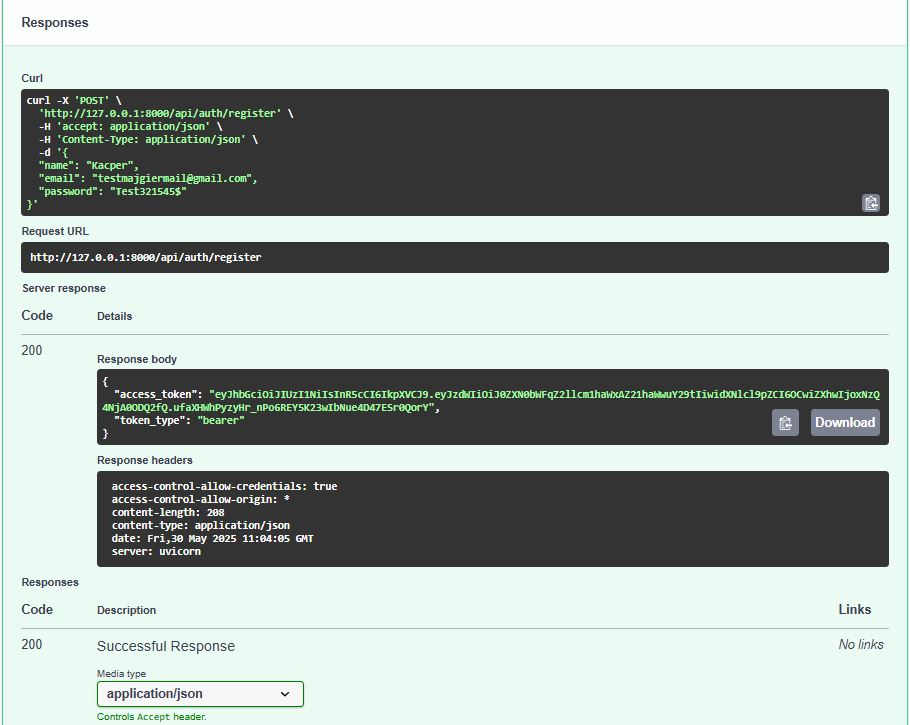 Responses
Curl
curl -X 'POST' \
'http://127.0.0.1:8000/api/auth/register' \
-H 'accept: application/json' \
-H 'Content-Type: application/json' \
-d '{
"name": "Kacper",
"email": "testmajgiermail@gmail.com",
"password": "Test321545$"
}'
Request URL
http://127.0.0.1:8000/api/auth/register
Server response
Code Details
200
Response body
{
"access_token": "eyJhbGciOiJIUzI1NiIsInR5cCI6IkpXVCJ9.eyJzdWIiOiJ0ZXN0bWFqZ2llcm1haWxAZ21haWwuY29tIiwidXNlcl9pZCI6OCwiZXhwIjoxNzQ
4NjA0ODQ2fQ.ufaXHWhPyzyHr_nPo6REY5K23wIbNue4D47ESr0QorY",
"token_type": "bearer"
}
Download
Response headers
access-control-allow-credentials: true
access-control-allow-origin: *
content-length: 208
content-type: application/json
date: Fri,30 May 2025 11:04:05 GMT
server: uvicorn
Responses
Code Description Links
200 Successful Response No links
Media type
application/json
Controls Accept header.